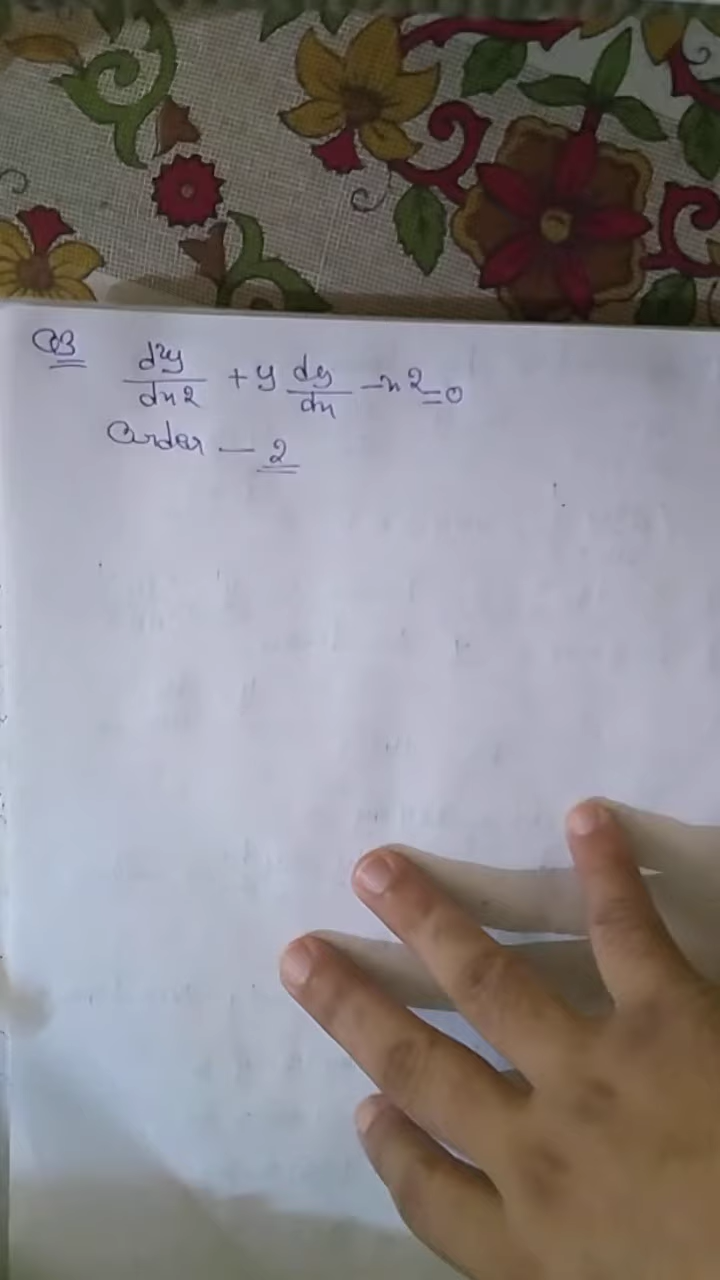 Q3 d²y/dx2 + y dy/dx - x2 = 0
Order - 2